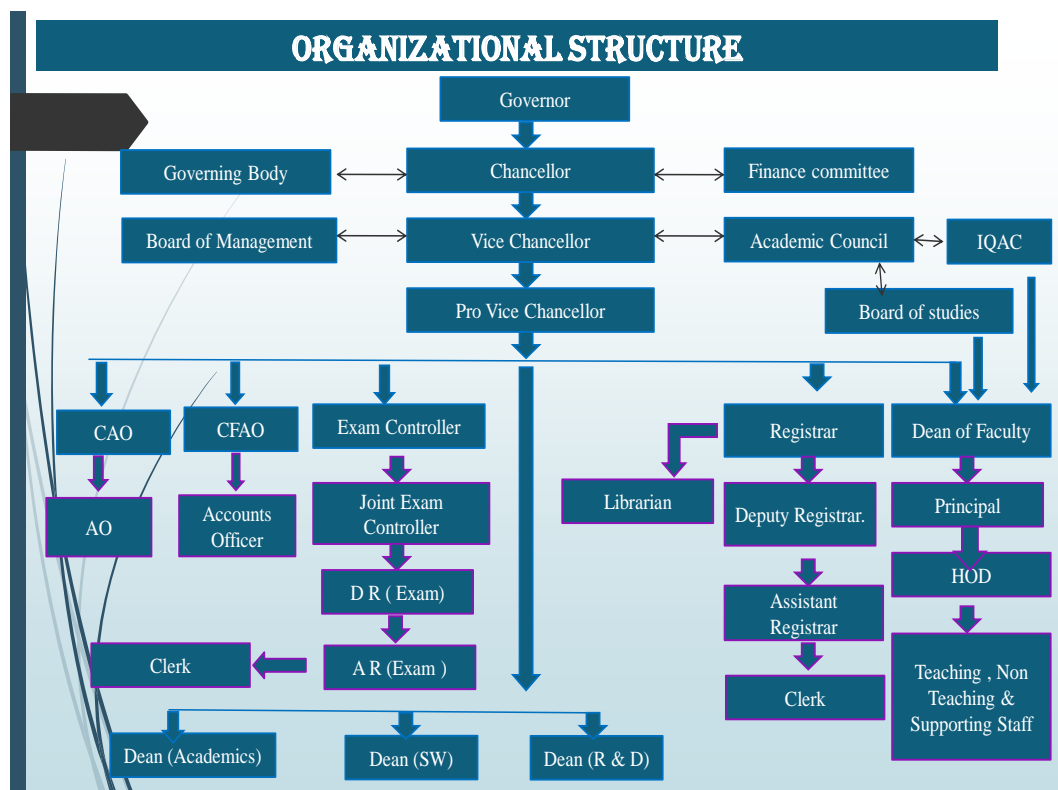 ORGANIZATIONAL STRUCTURE
Governor
Governing Body
Chancellor
Finance committee
Board of Management
Vice Chancellor
Academic Council
IQAC
Pro Vice Chancellor
Board of studies
CAO
CFAO
Exam Controller
Registrar
Dean of Faculty
AO
Accounts
Officer
Joint Exam
Controller
Librarian
Deputy Registrar.
Principal
D R ( Exam)
HOD
Assistant
Registrar
Clerk
A R (Exam )
Clerk
Teaching , Non
Teaching &
Supporting Staff
Dean (Academics)
Dean (SW)
Dean (R & D)